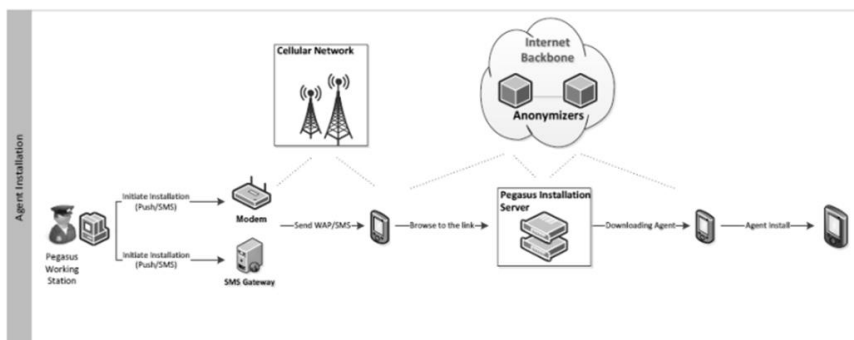 Agent Installation
Cellular Network
Internet
Backbone
Anonymizers
Initiate Installation
(Push/SMS)
Modem
Pegasus
Working
Station
Initiate Installation
(Push/SMS)
SMS Gateway
Send WAP/SMS
Browse to the link
Pegasus Installation
Server
Downloading Agent
Agent Install